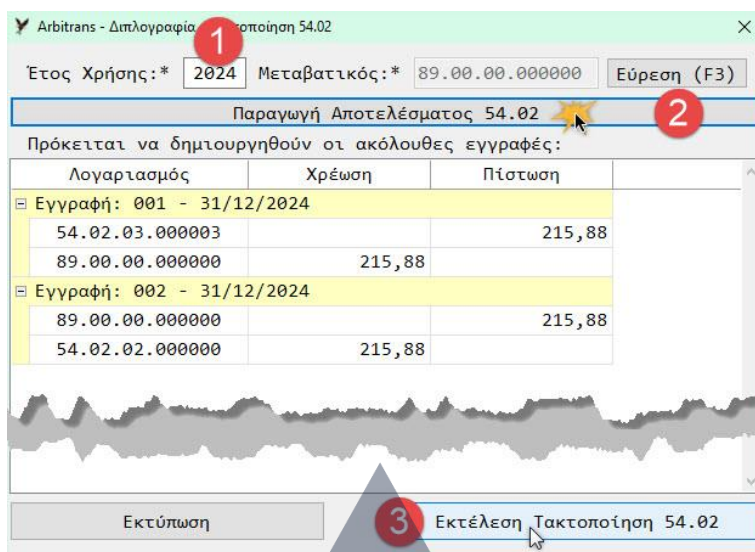 Arbitrans - Διπλογραφία
οποίηση 54.02
1
Έτος Χρήσης:* 2024 Μεταβατικός:* 89.00.00.000000 Εύρεση (F3)
Παραγωγή Αποτελέσματος 54.02
2
Πρόκειται να δημιουργηθούν οι ακόλουθες εγγραφές:
Λογαριασμός Χρέωση Πίστωση
Εγγραφή: 001 - 31/12/2024
54.02.03.000003 215,88
89.00.00.000000 215,88
Εγγραφή: 002 - 31/12/2024
89.00.00.000000 215,88
54.02.02.000000 215,88
Εκτύπωση 3 Εκτέλεση Τακτοποίηση 54.02